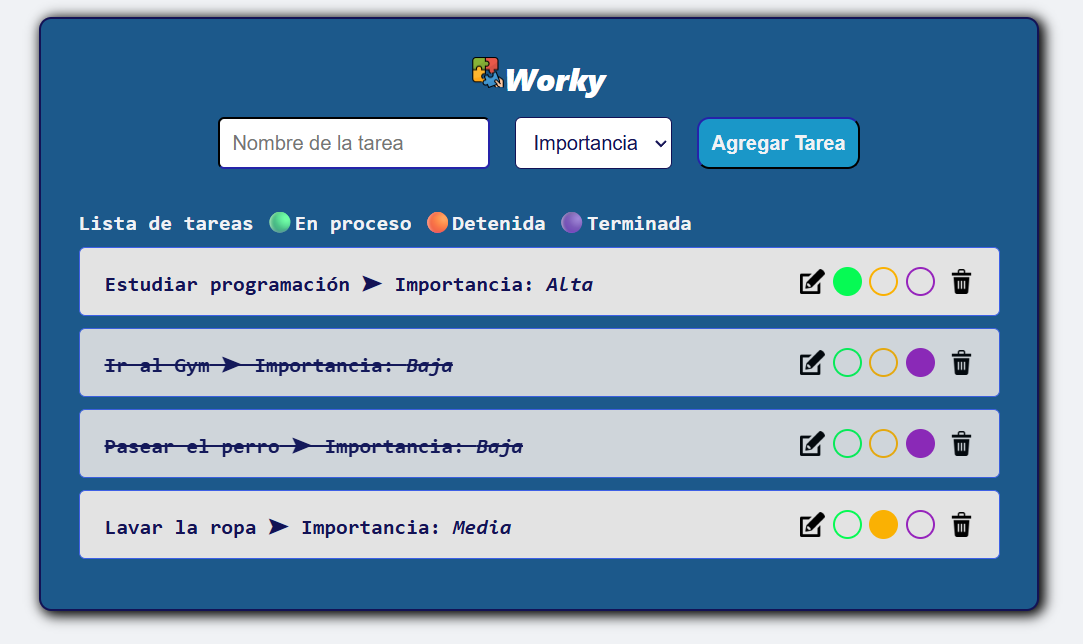 Worky
Nombre de la tarea Importancia Agregar Tarea
Lista de tareas En proceso Detenida Terminada
Estudiar programación ➤ Importancia: Alta
Ir al Gym ➤ Importancia: Baja
Pasear el perro ➤ Importancia: Baja
Lavar la ropa ➤ Importancia: Media